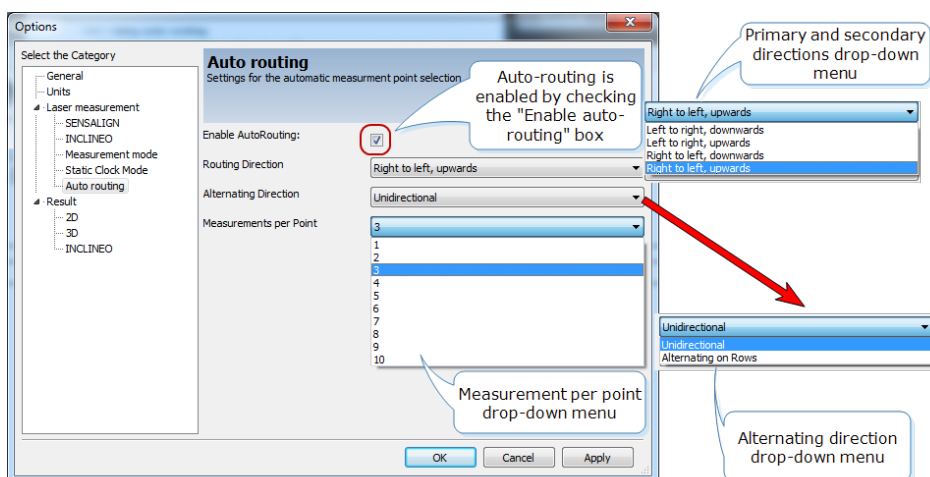 Options
Select the Category
General
Units
Laser measurement
SENSALIGN
INCLINEO
Measurement mode
Static Clock Mode
Auto routing
Result
2D
3D
INCLINEO
Auto routing
Settings for the automatic measurment point selection
Enable AutoRouting:
Routing Direction
Right to left, upwards
Alternating Direction
Unidirectional
Measurements per Point
3
1
2
3
4
5
6
7
8
9
10
OK
Cancel
Apply
Auto-routing is
enabled by checking
the "Enable auto-
routing" box
Primary and secondary
directions drop-down
menu
Right to left, upwards
Left to right, downwards
Left to right, upwards
Right to left, downwards
Right to left, upwards
Unidirectional
Unidirectional
Alternating on Rows
Measurement per point
drop-down menu
Alternating direction
drop-down menu